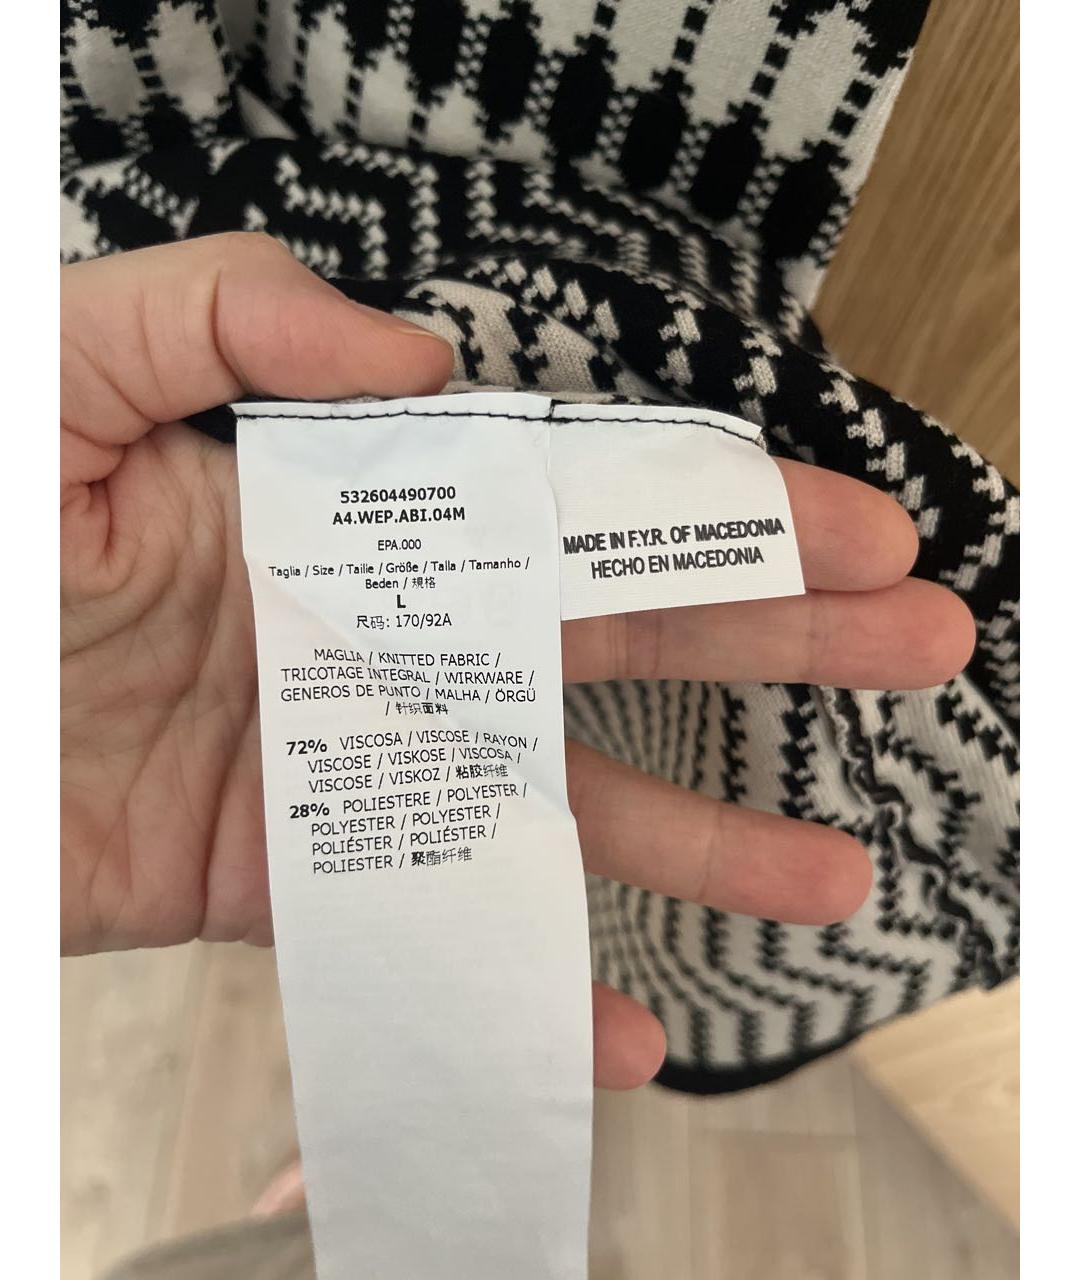 532604490700
A4.WEP.ABI.04M
EPA.000
Taglia / Size / Taille / Größe / Talla / Tamanho /
Beden / 規格
L
尺码: 170/92A
MAGLIA / KNITTED FABRIC /
TRICOTAGE INTEGRAL / WIRKWARE /
GENEROS DE PUNTO / MALHA / ÖRGÜ
/ 针织面料
72% VISCOSA / VISCOSE / RAYON /
VISCOSE / VISKOSE / VISCOSA /
VISCOSE / VISKOZ / 粘胶纤维
28% POLIESTERE / POLYESTER /
POLYESTER / POLYESTER /
POLIÉSTER / POLIÉSTER /
POLIESTER / 聚酯纤维
MADE IN F.Y.R. OF MACEDONIA
HECHO EN MACEDONIA